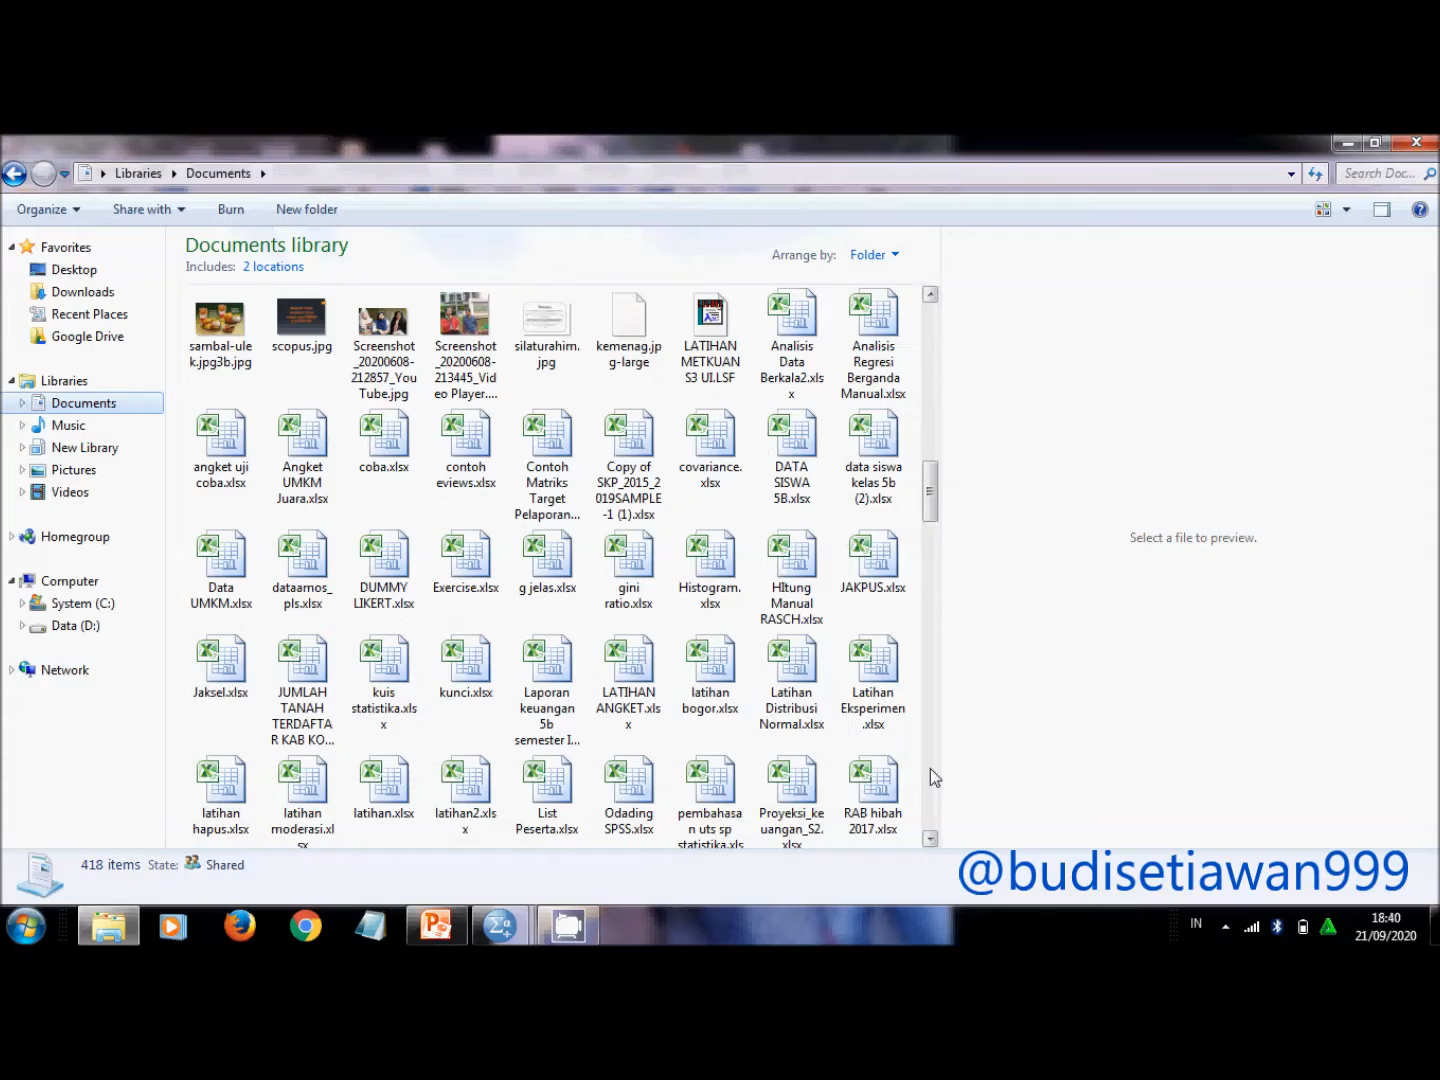 Libraries Documents
Search Doc...
Organize Share with Burn New folder
Favorites
Desktop
Downloads
Recent Places
Google Drive
Libraries
Documents
Music
New Library
Pictures
Videos
Homegroup
Computer
System (C:)
Data (D:)
Network
Documents library
Includes: 2 locations
Arrange by: Folder
sambal-ule
k.jpg3b.jpg
scopus.jpg
Screenshot
_20200608-
212857_You
Tube.jpg
Screenshot
_20200608-
213445_Vid
eo Player....
silaturahim.
jpg
kemenag.jp
g-large
LATIHAN
METKUAN
S3 UI.LSF
Analisis
Data
Berkala2.xls
x
Analisis
Regresi
Berganda
Manual.xlsx
angket uji
coba.xlsx
Angket
UMKM
Juara.xlsx
coba.xlsx
contoh
eviews.xlsx
Contoh
Matriks
Target
Pelaporan...
Copy of
SKP_2015_2
019SAMPLE
-1 (1).xlsx
covariance.
xlsx
DATA
SISWA
5B.xlsx
data siswa
kelas 5b
(2).xlsx
Data
UMKM.xlsx
dataamos_
pls.xlsx
DUMMY
LIKERT.xlsx
Exercise.xlsx
g jelas.xlsx
gini
ratio.xlsx
Histogram.
xlsx
HItung
Manual
RASCH.xlsx
JAKPUS.xlsx
Jaksel.xlsx
JUMLAH
TANAH
TERDAFTA
R KAB KO...
kuis
statistika.xls
x
kunci.xlsx
Laporan
keuangan
5b
semester I...
LATIHAN
ANGKET.xls
x
latihan
bogor.xlsx
Latihan
Distribusi
Normal.xlsx
Latihan
Eksperimen
.xlsx
latihan
hapus.xlsx
latihan
moderasi.xl
sx
latihan.xlsx
latihan2.xls
x
List
Peserta.xlsx
Odading
SPSS.xlsx
pembahasa
n uts sp
statistika.xls
Proyeksi_ke
uangan_S2.
xlsx
RAB hibah
2017.xlsx
Select a file to preview.
418 items State: Shared
@budisetiawan999
IN
18:40
21/09/2020